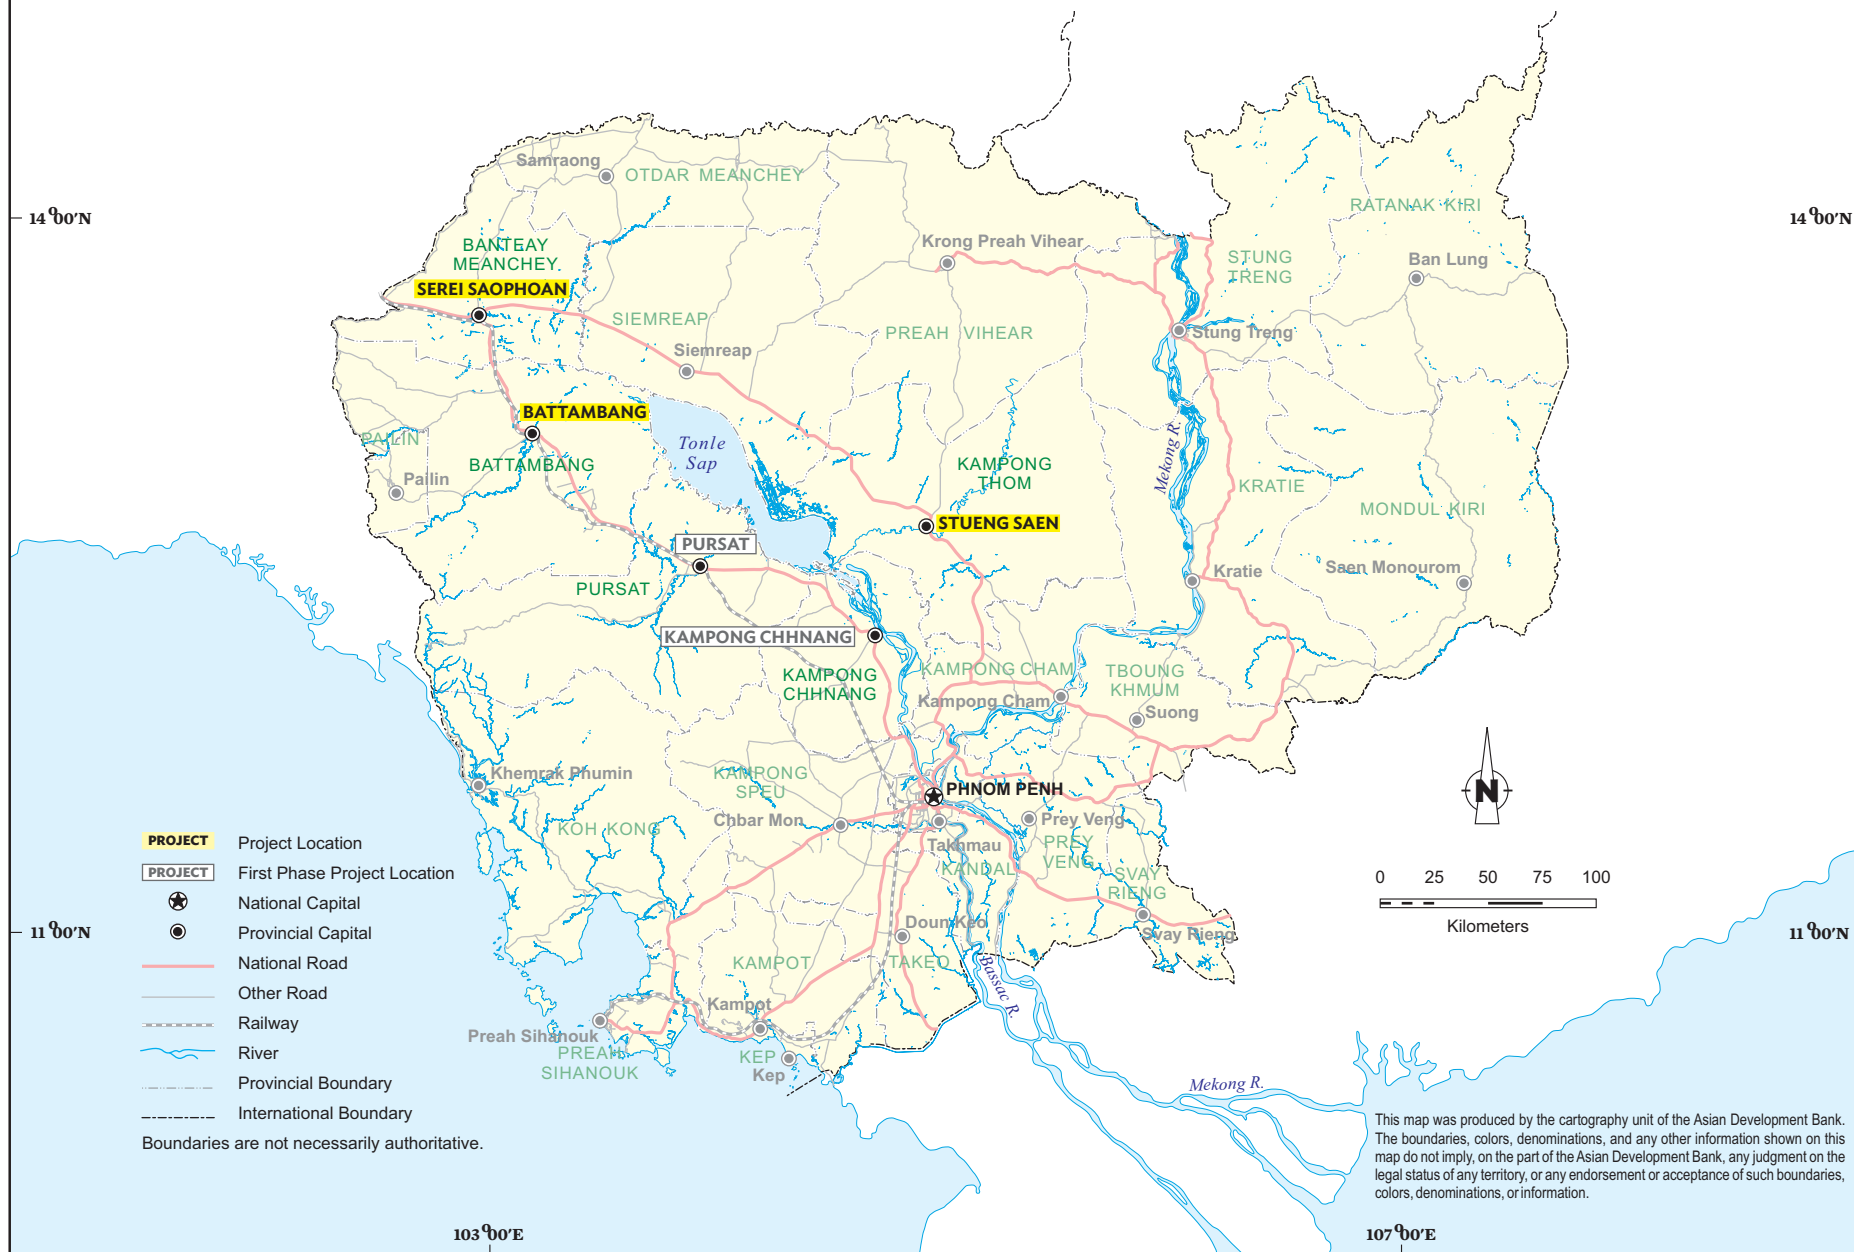 Samraong
OTDAR MEANCHEY
RATANAK KIRI
14°00'N
14°00'N
BANTEAY
MEANCHEY
Krong Preah Vihear
STUNG
TRENG
Ban Lung
SEREI SAOPHOAN
SIEMREAP
PREAH VIHEAR
Stung Treng
Siemreap
BATTAMBANG
Tonle
Sap
Mekong R.
PAILIN
BATTAMBANG
KAMPONG
THOM
Pailin
KRATIE
MONDUL KIRI
STUENG SAEN
PURSAT
Kratie
Saen Monourom
PURSAT
KAMPONG CHHNANG
KAMPONG
CHHNANG
KAMPONG CHAM
TBOUNG
KHMUM
Kampong Cham
Suong
Khemrak Phumin
KAMPONG
SPEU
PHNOM PENH
Chbar Mon
Prey Veng
KOH KONG
Takhmau
PREY
VENG
KANDAL
SVAY
RIENG
Doun Keo
Svay Rieng
KAMPOT
TAKEO
Bassac R.
Kampot
Preah Sihanouk
PREAH
SIHANOUK
KEP
Kep
Mekong R.
N
0 25 50 75 100
Kilometers
11°00'N
11°00'N
PROJECT Project Location
PROJECT First Phase Project Location
National Capital
Provincial Capital
National Road
Other Road
Railway
River
Provincial Boundary
International Boundary
Boundaries are not necessarily authoritative.
This map was produced by the cartography unit of the Asian Development Bank.
The boundaries, colors, denominations, and any other information shown on this
map do not imply, on the part of the Asian Development Bank, any judgment on the
legal status of any territory, or any endorsement or acceptance of such boundaries,
colors, denominations, or information.
103°00'E
107°00'E